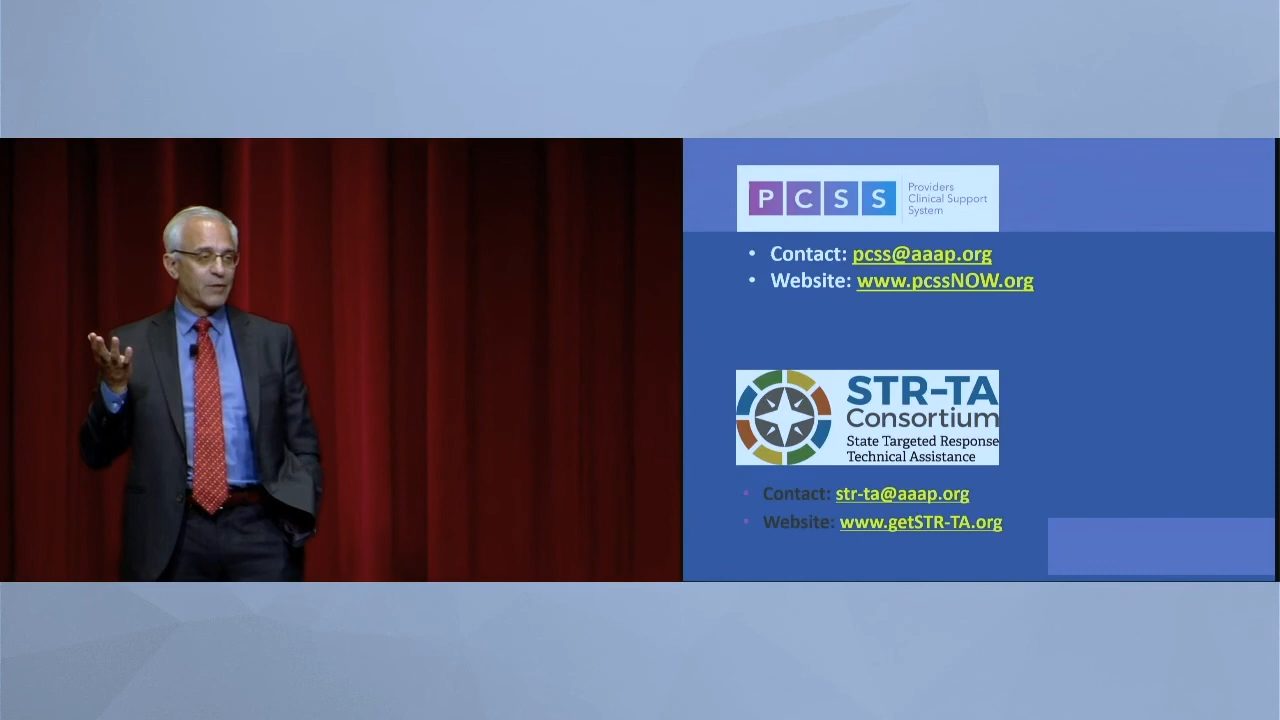 PCSS
Providers
Clinical Support
System
• Contact: pcss@aaap.org
• Website: www.pcssNOW.org
STR-TA
Consortium
State Targeted Response
Technical Assistance
• Contact: str-ta@aaap.org
• Website: www.getSTR-TA.org